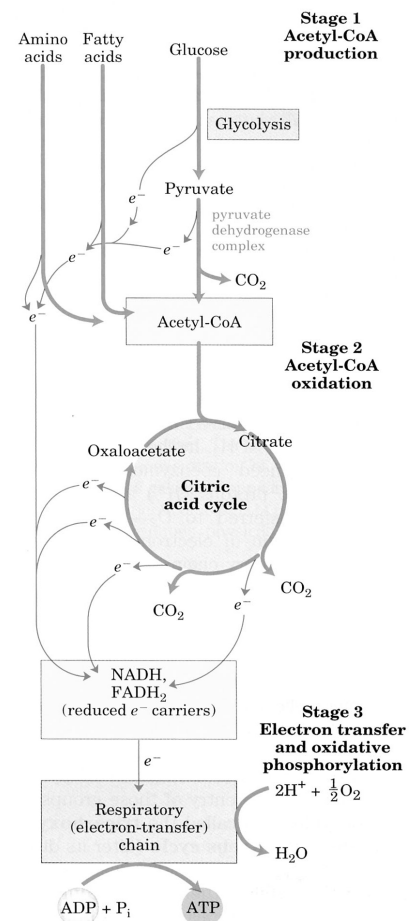 Stage 1
Acetyl-CoA
production
Amino
acids
Fatty
acids
Glucose
Glycolysis
Pyruvate
e⁻
pyruvate
dehydrogenase
complex
e⁻
e⁻
CO₂
e⁻
Acetyl-CoA
Stage 2
Acetyl-CoA
oxidation
Oxaloacetate
Citrate
Citric
acid cycle
e⁻
e⁻
e⁻
CO₂
CO₂
e⁻
NADH,
FADH₂
(reduced e⁻ carriers)
Stage 3
Electron transfer
and oxidative
phosphorylation
e⁻
2H⁺ + ½O₂
Respiratory
(electron-transfer)
chain
H₂O
ADP + Pᵢ
ATP